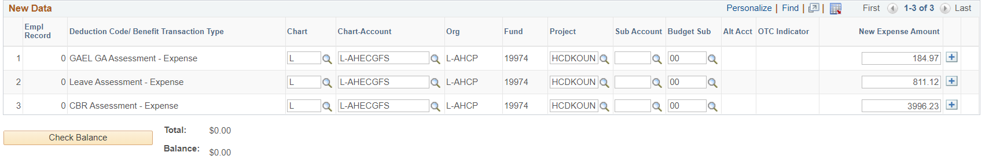 New Data Personalize | Find | | First 1-3 of 3 Last
Empl Record Deduction Code/ Benefit Transaction Type Chart Chart-Account Org Fund Project Sub Account Budget Sub Alt Acct OTC Indicator New Expense Amount
1 0 GAEL GA Assessment - Expense L L-AHECGFS L-AHCP 19974 HCDKOUN 00 184.97
2 0 Leave Assessment - Expense L L-AHECGFS L-AHCP 19974 HCDKOUN 00 811.12
3 0 CBR Assessment - Expense L L-AHECGFS L-AHCP 19974 HCDKOUN 00 3996.23
Check Balance Total: $0.00
Balance: $0.00